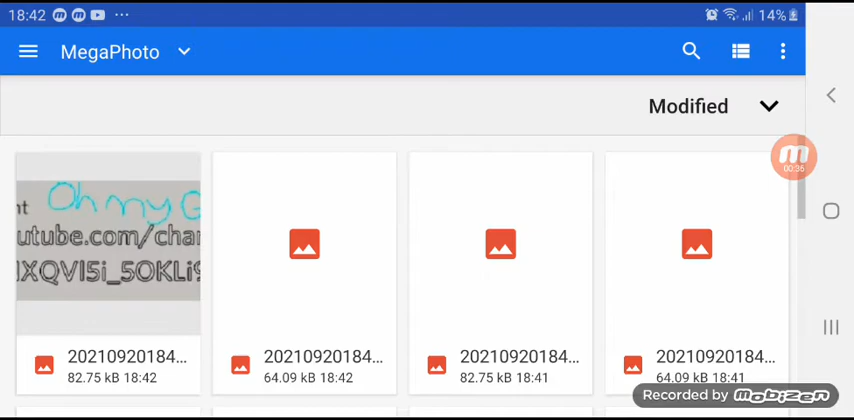 18:42 ... 14%
MegaPhoto
Modified
00:36
nt Oh my G
utube.com/char
IXQVI5i_5OKLi9
20210920184...
82.75 kB 18:42
20210920184...
64.09 kB 18:42
20210920184...
82.75 kB 18:41
20210920184...
64.09 kB 18:41
Recorded by mobizen